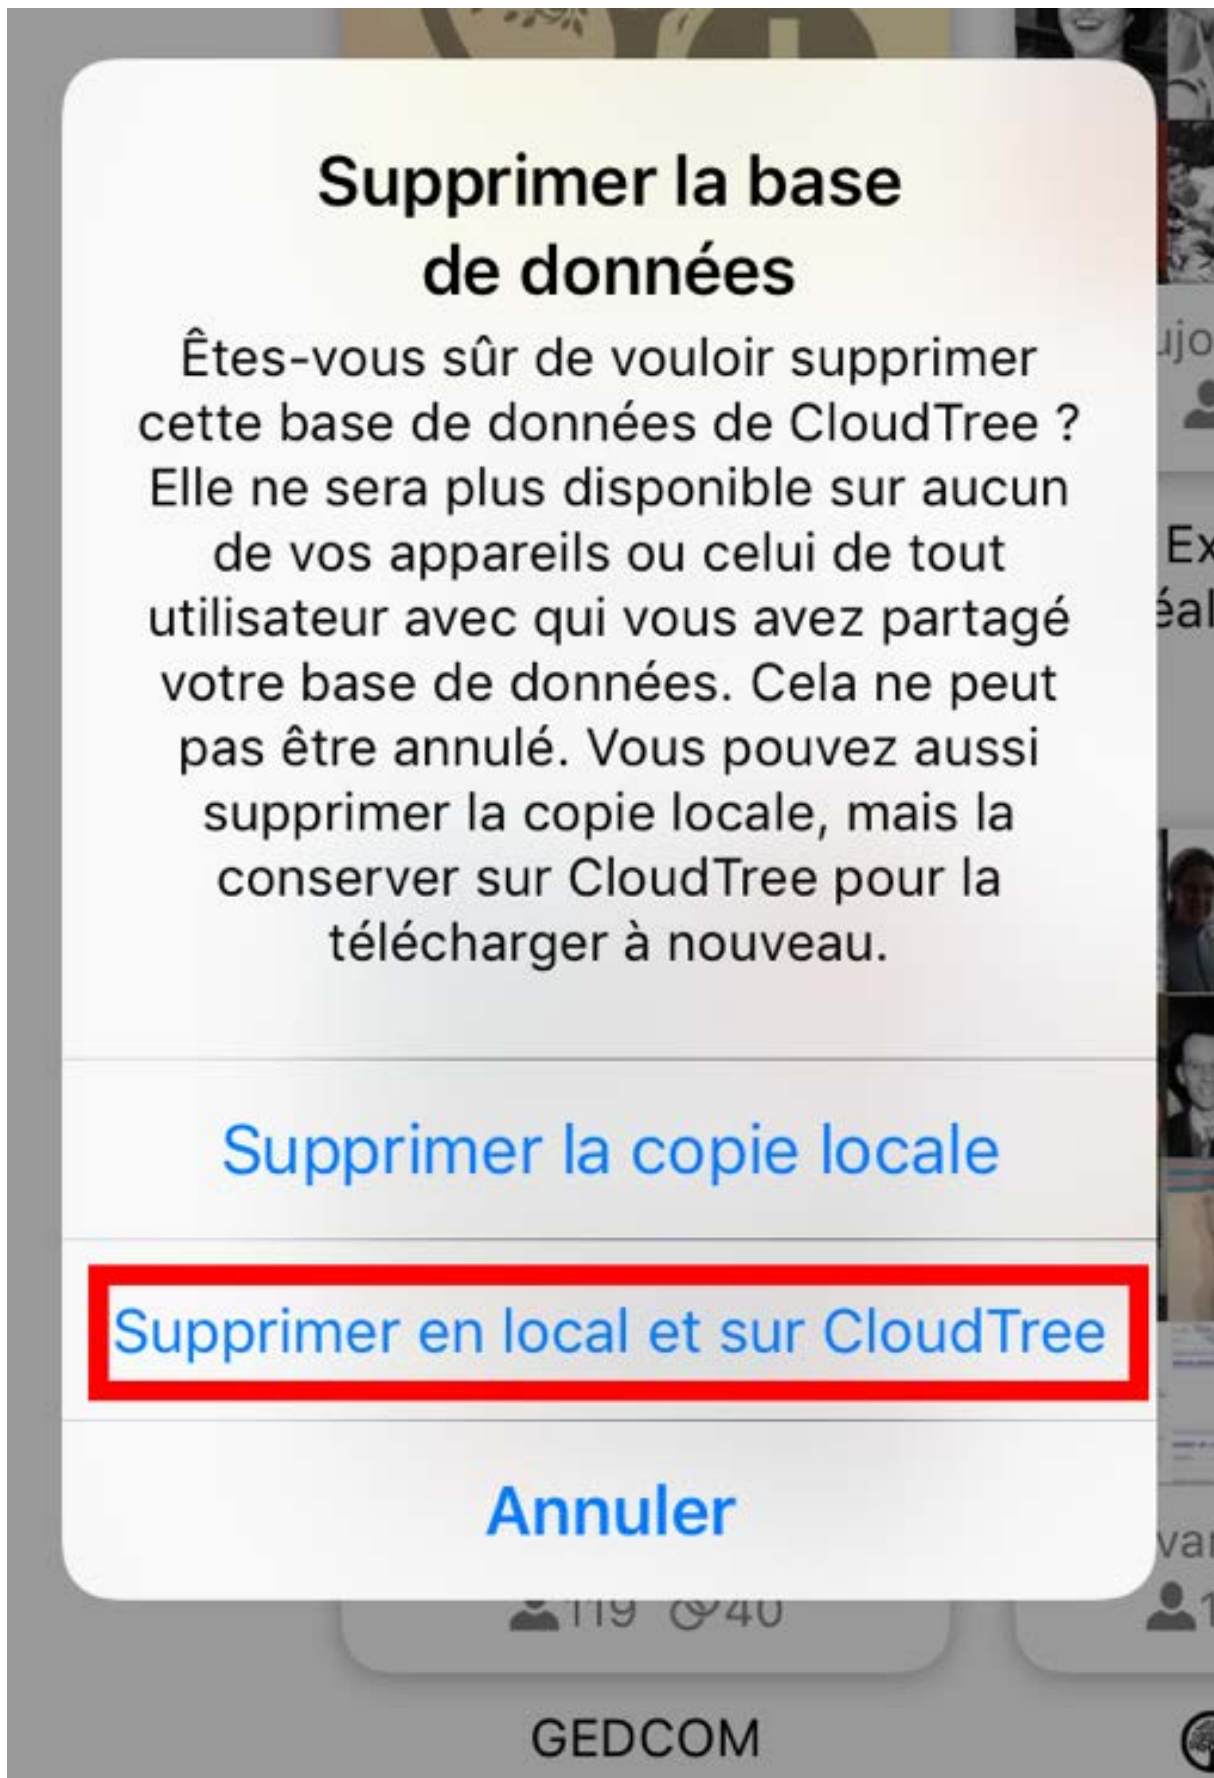 Supprimer la base
de données
Êtes-vous sûr de vouloir supprimer
cette base de données de CloudTree ?
Elle ne sera plus disponible sur aucun
de vos appareils ou celui de tout
utilisateur avec qui vous avez partagé
votre base de données. Cela ne peut
pas être annulé. Vous pouvez aussi
supprimer la copie locale, mais la
conserver sur CloudTree pour la
télécharger à nouveau.
Supprimer la copie locale
Supprimer en local et sur CloudTree
Annuler
119 40
GEDCOM